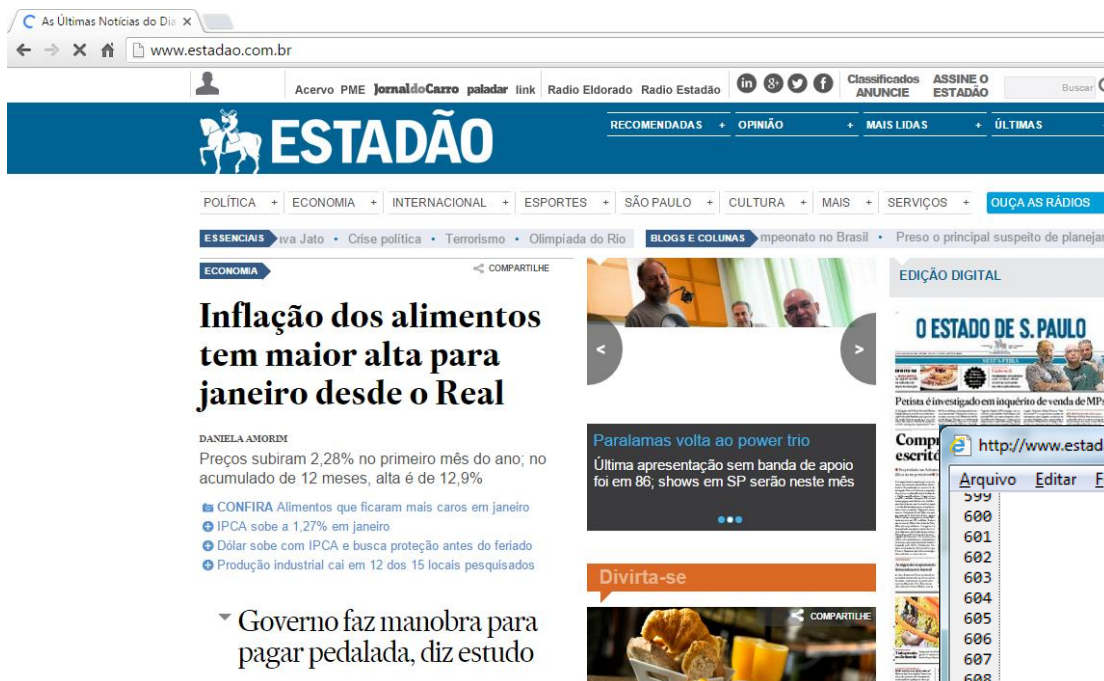 As Últimas Notícias do Dia
www.estadao.com.br
Acervo PME JornaldoCarro paladar link Radio Eldorado Radio Estadão
Classificados ANUNCIE
ASSINE O ESTADÃO
Buscar
ESTADÃO
RECOMENDADAS + OPINIÃO + MAIS LIDAS + ÚLTIMAS
POLÍTICA + ECONOMIA + INTERNACIONAL + ESPORTES + SÃO PAULO + CULTURA + MAIS + SERVIÇOS + OUÇA AS RÁDIOS
ESSENCIAIS va Jato • Crise política • Terrorismo • Olimpíada do Rio
BLOGS E COLUNAS mpeonato no Brasil • Preso o principal suspeito de planejar
ECONOMIA
COMPARTILHE
Inflação dos alimentos
tem maior alta para
janeiro desde o Real
DANIELA AMORIM
Preços subiram 2,28% no primeiro mês do ano; no
acumulado de 12 meses, alta é de 12,9%
CONFIRA Alimentos que ficaram mais caros em janeiro
IPCA sobe a 1,27% em janeiro
Dólar sobe com IPCA e busca proteção antes do feriado
Produção industrial cai em 12 dos 15 locais pesquisados
Governo faz manobra para
pagar pedalada, diz estudo
< >
Paralamas volta ao power trio
Última apresentação sem banda de apoio
foi em 86; shows em SP serão neste mês
Divirta-se
COMPARTILHE
EDIÇÃO DIGITAL
O ESTADO DE S. PAULO
Petista é investigado em inquérito de venda de MPs
Comp
escritó
http://www.estad
Arquivo Editar F
599
600
601
602
603
604
605
606
607
608